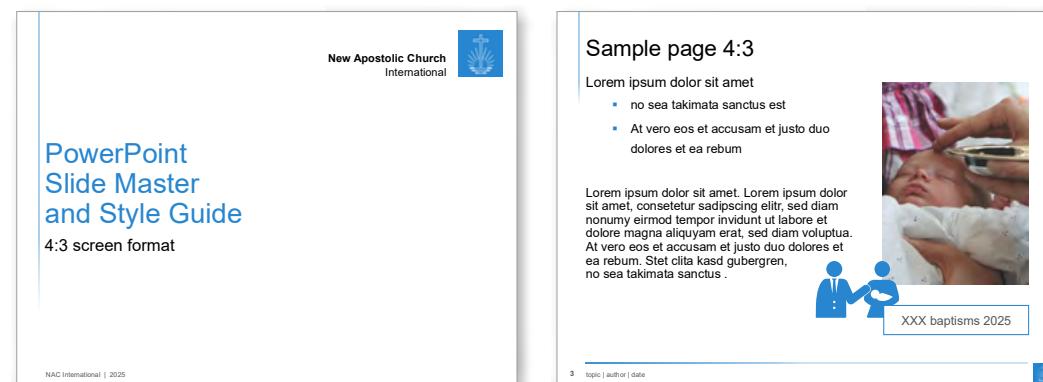 New Apostolic Church
International
PowerPoint
Slide Master
and Style Guide
4:3 screen format
NAC International | 2025
Sample page 4:3
Lorem ipsum dolor sit amet
no sea takimata sanctus est
At vero eos et accusam et justo duo
dolores et ea rebum
Lorem ipsum dolor sit amet. Lorem ipsum dolor
sit amet, consetetur sadipscing elitr, sed diam
nonumy eirmod tempor invidunt ut labore et
dolore magna aliquyam erat, sed diam voluptua.
At vero eos et accusam et justo duo dolores et
ea rebum. Stet clita kasd gubergren,
no sea takimata sanctus .
XXX baptisms 2025
3 topic | author | date